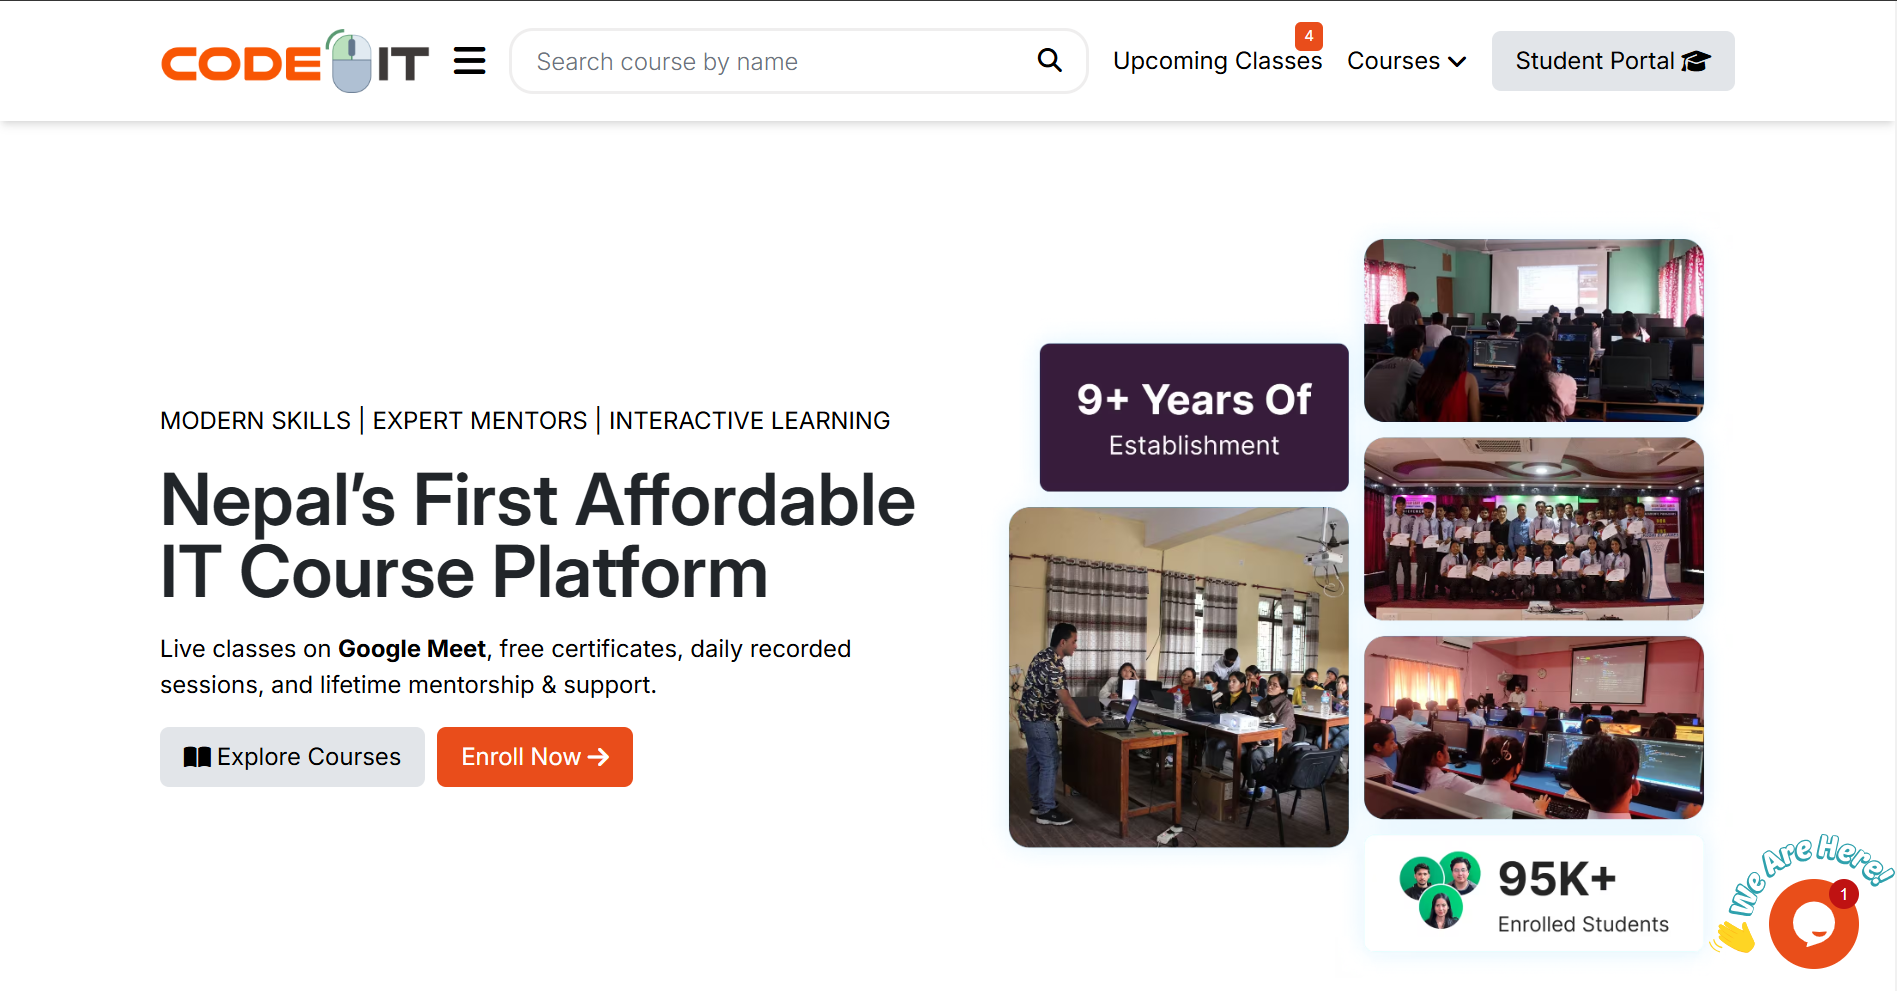 CODE IT
Search course by name
Upcoming Classes
4
Courses
Student Portal
MODERN SKILLS | EXPERT MENTORS | INTERACTIVE LEARNING
Nepal’s First Affordable
IT Course Platform
Live classes on Google Meet, free certificates, daily recorded
sessions, and lifetime mentorship & support.
Explore Courses
Enroll Now
9+ Years Of
Establishment
95K+
Enrolled Students
We Are Here!
1